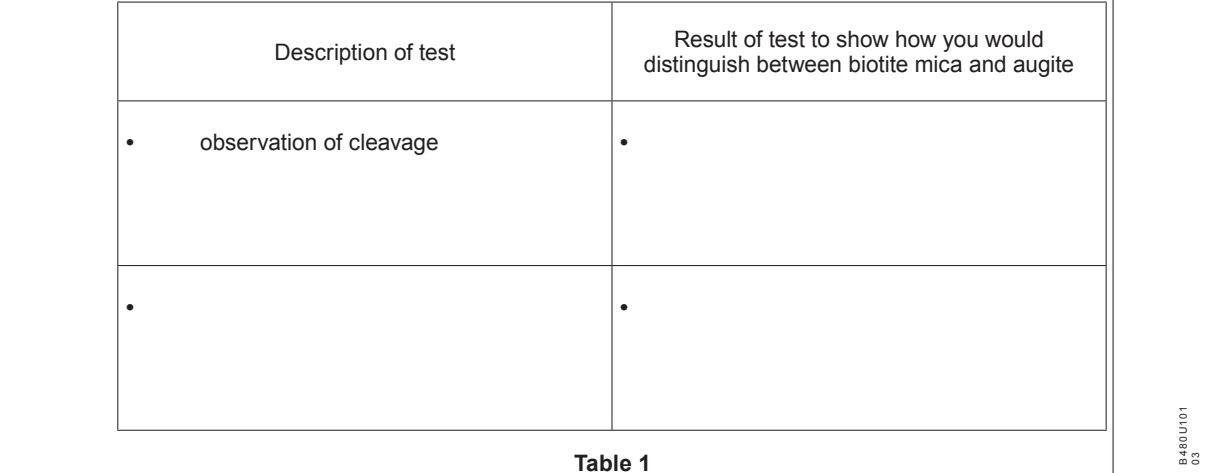 Description of test
Result of test to show how you would
distinguish between biotite mica and augite
• observation of cleavage
•
•
•
Table 1
B480U101
03